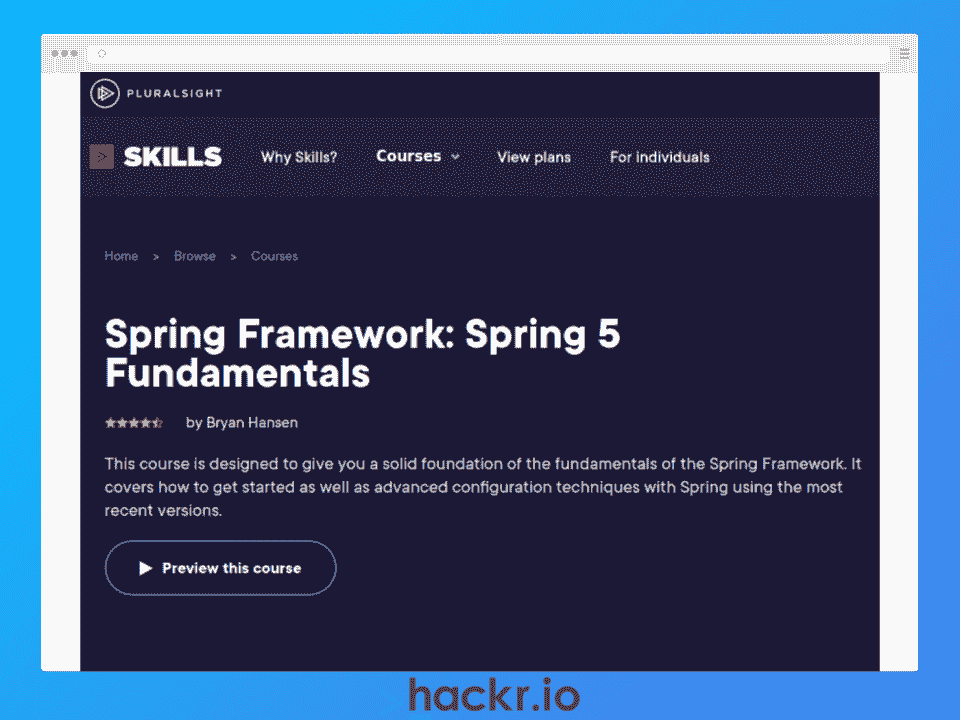 PLURALSIGHT
SKILLS Why Skills? Courses View plans For individuals
Home > Browse > Courses
Spring Framework: Spring 5
Fundamentals
by Bryan Hansen
This course is designed to give you a solid foundation of the fundamentals of the Spring Framework. It
covers how to get started as well as advanced configuration techniques with Spring using the most
recent versions.
Preview this course
hackr.io